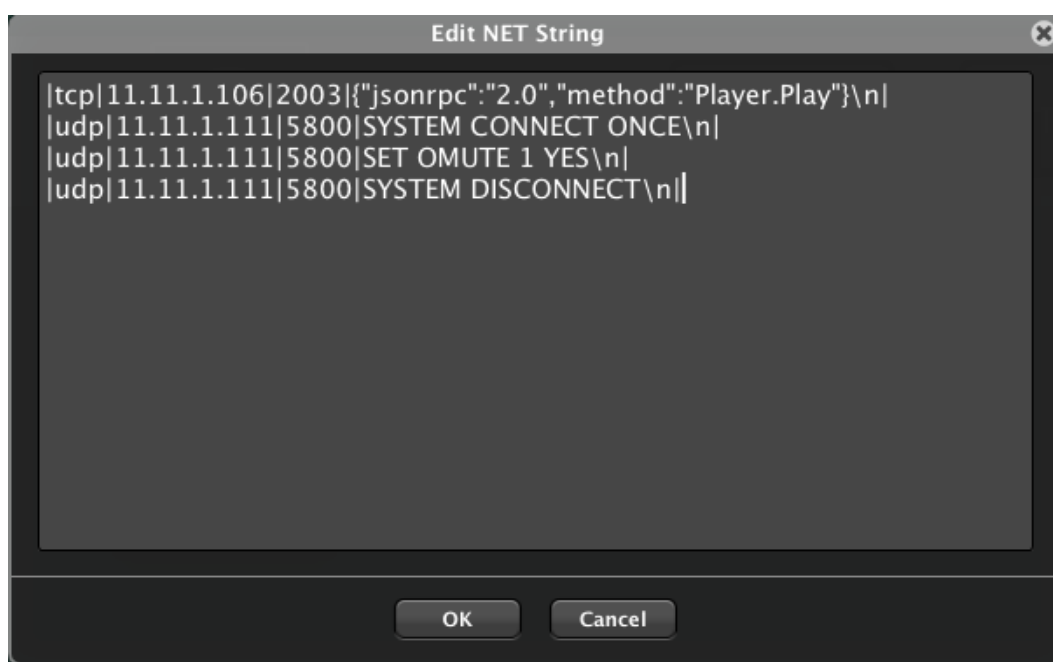 Edit NET String
|tcp|11.11.1.106|2003|{"jsonrpc":"2.0","method":"Player.Play"}\n|
|udp|11.11.1.111|5800|SYSTEM CONNECT ONCE\n|
|udp|11.11.1.111|5800|SET OMUTE 1 YES\n|
|udp|11.11.1.111|5800|SYSTEM DISCONNECT\n|
OK
Cancel